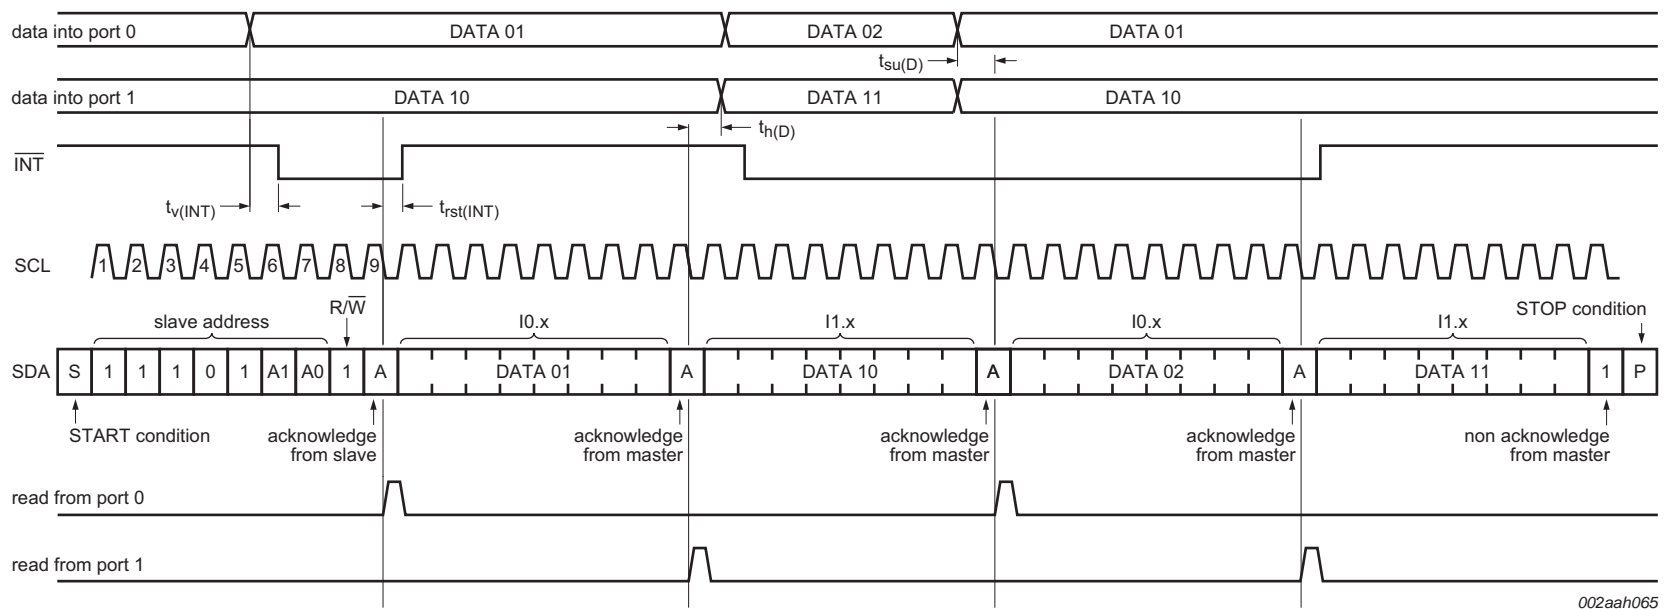 data into port 0 DATA 01 DATA 02 DATA 01
tsu(D)
data into port 1 DATA 10 DATA 11 DATA 10
th(D)
INT
tv(INT) trst(INT)
SCL 1 2 3 4 5 6 7 8 9
R/W STOP condition
slave address I0.x I1.x I0.x I1.x
SDA S 1 1 1 0 1 A1 A0 1 A DATA 01 A DATA 10 A DATA 02 A DATA 11 1 P
START condition acknowledge acknowledge acknowledge acknowledge non acknowledge
from slave from master from master from master from master
read from port 0
read from port 1
002aah065